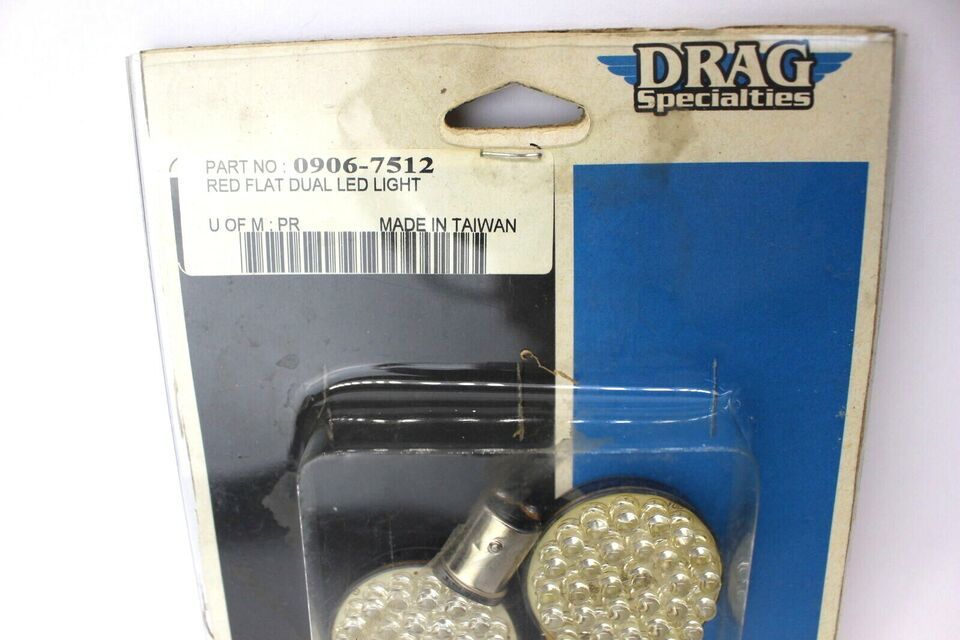 DRAG
Specialties
PART NO : 0906-7512
RED FLAT DUAL LED LIGHT
U OF M : PR MADE IN TAIWAN